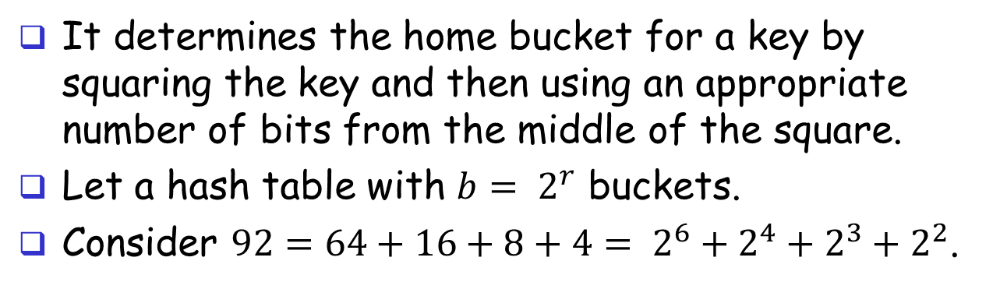 It determines the home bucket for a key by
squaring the key and then using an appropriate
number of bits from the middle of the square.
Let a hash table with b = 2^r buckets.
Consider 92 = 64 + 16 + 8 + 4 = 2^6 + 2^4 + 2^3 + 2^2.